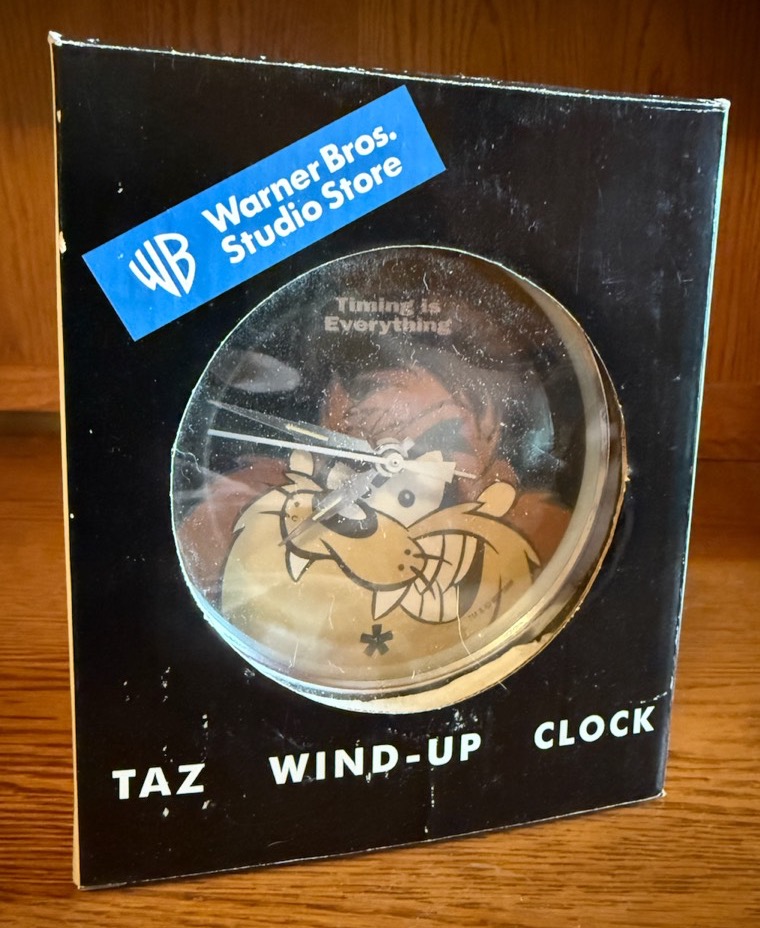 WB
Warner Bros.
Studio Store
Timing is
Everything
TAZ WIND-UP CLOCK